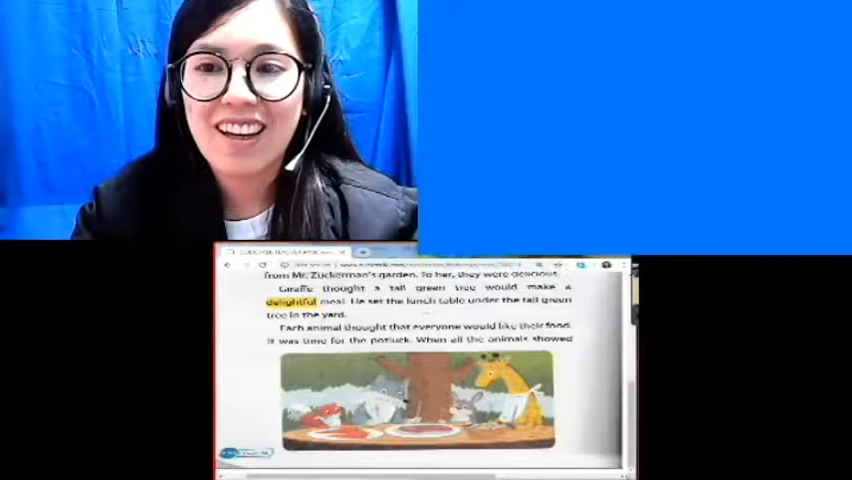 from Mr. Zuckerman's garden. To her, they were delicious.
Giraffe thought a tall green tree would make a
delightful meal. He set the lunch table under the tall green
tree in the yard.
Each animal thought that everyone would like their food.
It was time for the potluck. When all the animals showed